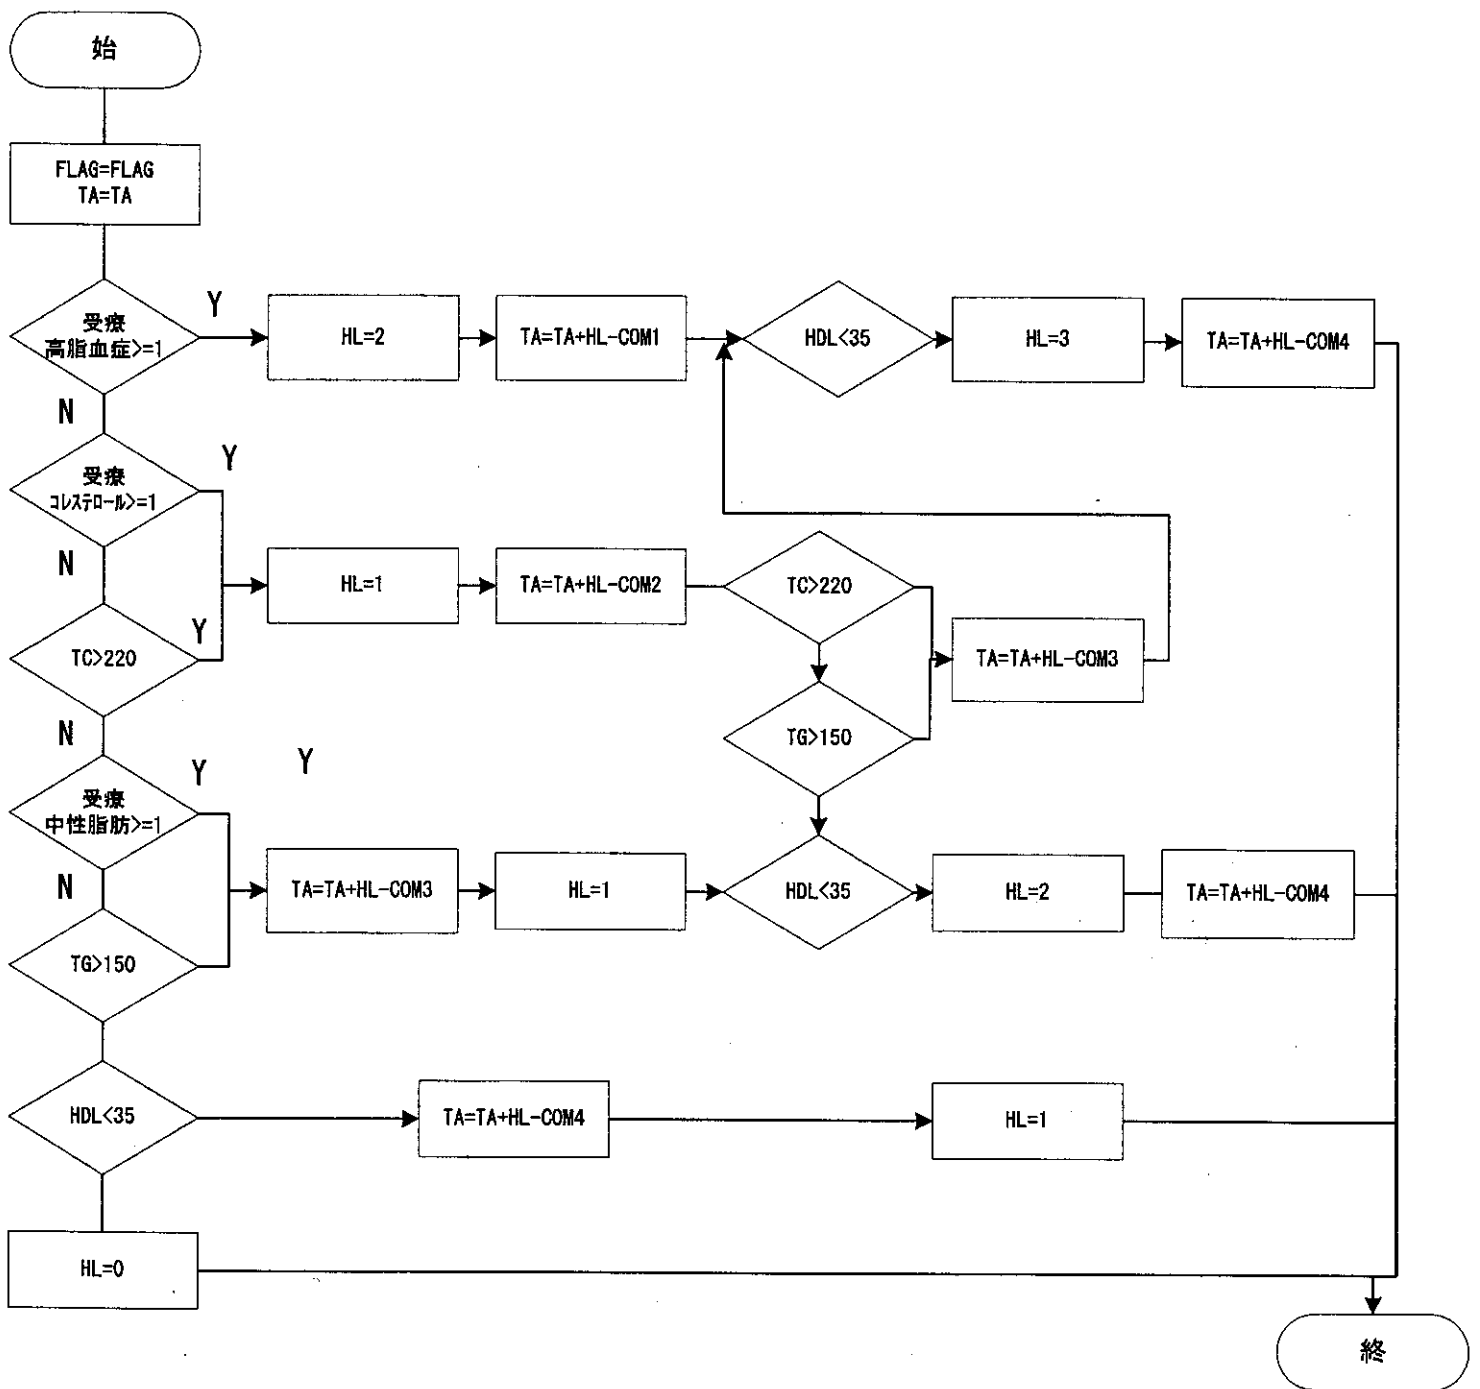 始
FLAG=FLAG
TA=TA
受療
高脂血症>=1
Y
HL=2
TA=TA+HL-COM1
HDL<35
HL=3
TA=TA+HL-COM4
N
受療
コレステロール>=1
Y
N
HL=1
TA=TA+HL-COM2
TC>220
TC>220
Y
TA=TA+HL-COM3
N
TG>150
受療
中性脂肪>=1
Y
Y
N
TA=TA+HL-COM3
HL=1
HDL<35
HL=2
TA=TA+HL-COM4
TG>150
HDL<35
TA=TA+HL-COM4
HL=1
HL=0
終